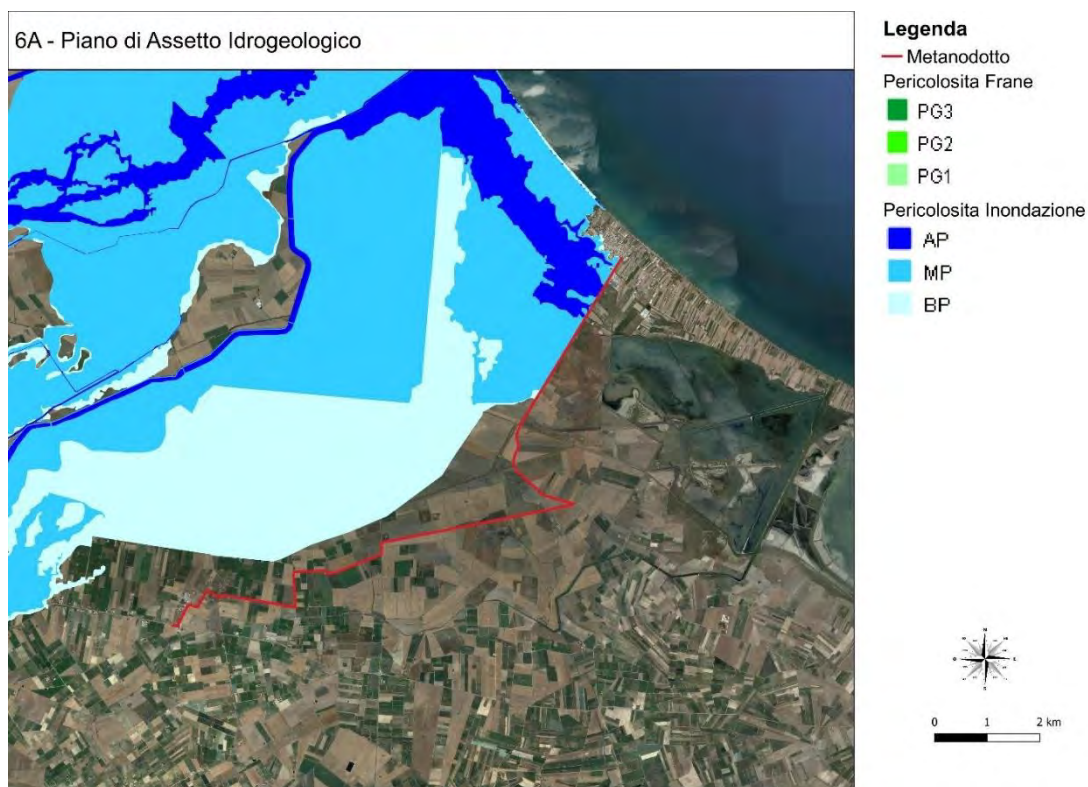 6A - Piano di Assetto Idrogeologico
Legenda
Metanodotto
Pericolosita Frane
PG3
PG2
PG1
Pericolosita Inondazione
AP
MP
BP
0 1 2 km